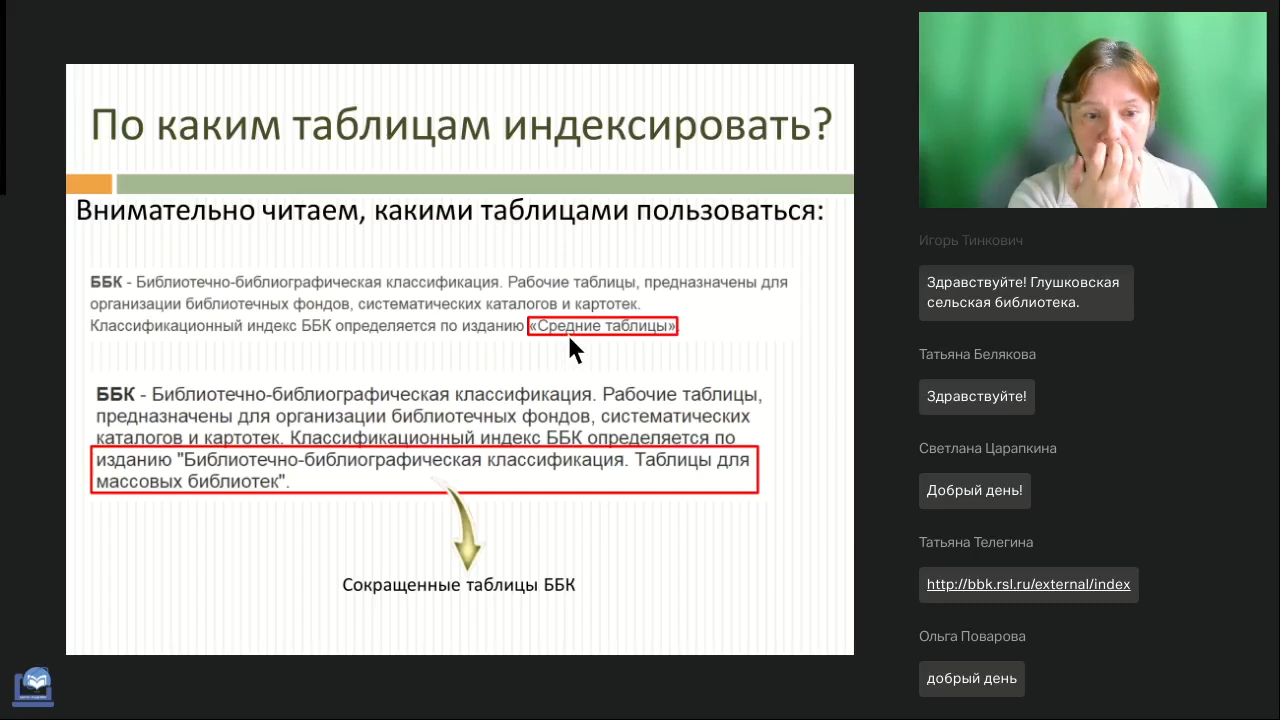 По каким таблицам индексировать?
Внимательно читаем, какими таблицами пользоваться:
ББК - Библиотечно-библиографическая классификация. Рабочие таблицы, предназначены для
организации библиотечных фондов, систематических каталогов и картотек.
Классификационный индекс ББК определяется по изданию «Средние таблицы».
ББК - Библиотечно-библиографическая классификация. Рабочие таблицы,
предназначены для организации библиотечных фондов, систематических
каталогов и картотек. Классификационный индекс ББК определяется по
изданию "Библиотечно-библиографическая классификация. Таблицы для
массовых библиотек".
Сокращенные таблицы ББК
Игорь Тинкович
Здравствуйте! Глушковская
сельская библиотека.
Татьяна Белякова
Здравствуйте!
Светлана Царапкина
Добрый день!
Татьяна Телегина
http://bbk.rsl.ru/external/index
Ольга Поварова
добрый день